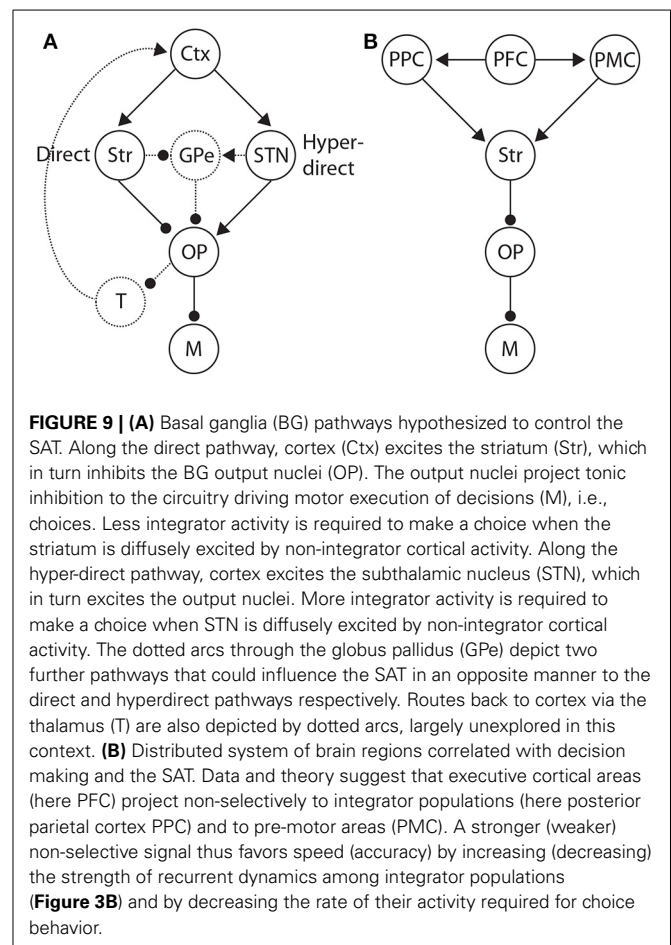 A
B
Ctx
PPC
PFC
PMC
Direct
Str
GPe
STN
Hyper-
direct
Str
OP
OP
T
M
M
FIGURE 9 | (A) Basal ganglia (BG) pathways hypothesized to control the
SAT. Along the direct pathway, cortex (Ctx) excites the striatum (Str), which
in turn inhibits the BG output nuclei (OP). The output nuclei project tonic
inhibition to the circuitry driving motor execution of decisions (M), i.e.,
choices. Less integrator activity is required to make a choice when the
striatum is diffusely excited by non-integrator cortical activity. Along the
hyper-direct pathway, cortex excites the subthalamic nucleus (STN), which
in turn excites the output nuclei. More integrator activity is required to
make a choice when STN is diffusely excited by non-integrator cortical
activity. The dotted arcs through the globus pallidus (GPe) depict two
further pathways that could influence the SAT in an opposite manner to the
direct and hyperdirect pathways respectively. Routes back to cortex via the
thalamus (T) are also depicted by dotted arcs, largely unexplored in this
context. (B) Distributed system of brain regions correlated with decision
making and the SAT. Data and theory suggest that executive cortical areas
(here PFC) project non-selectively to integrator populations (here posterior
parietal cortex PPC) and to pre-motor areas (PMC). A stronger (weaker)
non-selective signal thus favors speed (accuracy) by increasing (decreasing)
the strength of recurrent dynamics among integrator populations
(Figure 3B) and by decreasing the rate of their activity required for choice
behavior.